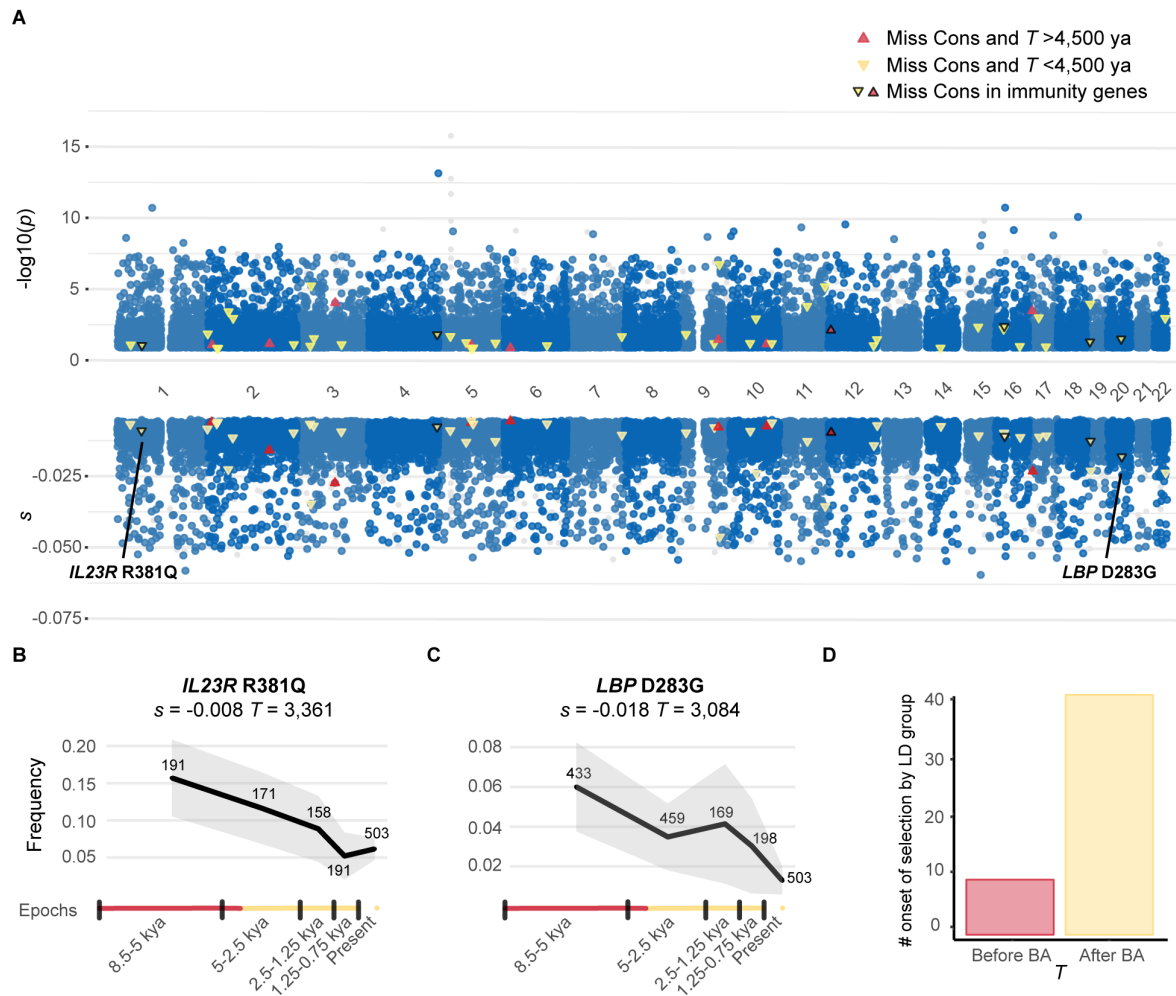 A
Miss Cons and T >4,500 ya
Miss Cons and T <4,500 ya
Miss Cons in immunity genes
-log10(p)
15
10
5
0
1 2 3 4 5 6 7 8 9 10 11 12 13 14 15 16 17 18 19 20 21 22
s
-0.025
-0.050
-0.075
IL23R R381Q
LBP D283G
B
IL23R R381Q
s = -0.008 T = 3,361
Frequency
0.20
0.15
0.10
0.05
191
171
158
191
503
Epochs
8.5-5 kya
5-2.5 kya
2.5-1.25 kya
1.25-0.75 kya
Present
C
LBP D283G
s = -0.018 T = 3,084
0.08
0.06
0.04
0.02
433
459
169
198
503
8.5-5 kya
5-2.5 kya
2.5-1.25 kya
1.25-0.75 kya
Present
D
# onset of selection by LD group
40
30
20
10
0
Before BA After BA
T